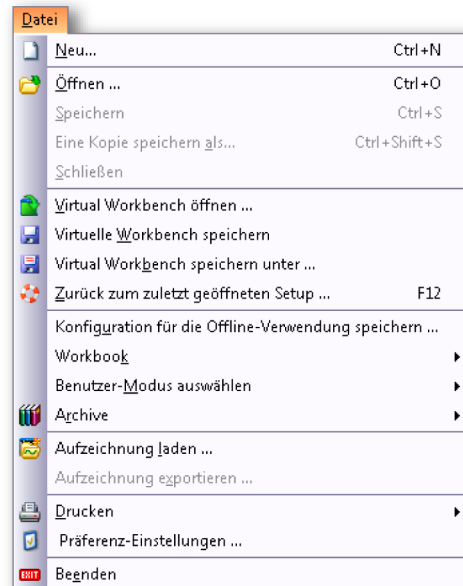 Datei
Neu... Ctrl+N
Öffnen ... Ctrl+O
Speichern Ctrl+S
Eine Kopie speichern als... Ctrl+Shift+S
Schließen
Virtual Workbench öffnen ...
Virtuelle Workbench speichern
Virtual Workbench speichern unter ...
Zurück zum zuletzt geöffneten Setup ... F12
Konfiguration für die Offline-Verwendung speichern ...
Workbook
Benutzer-Modus auswählen
Archive
Aufzeichnung laden ...
Aufzeichnung exportieren ...
Drucken
Präferenz-Einstellungen ...
EXIT Beenden